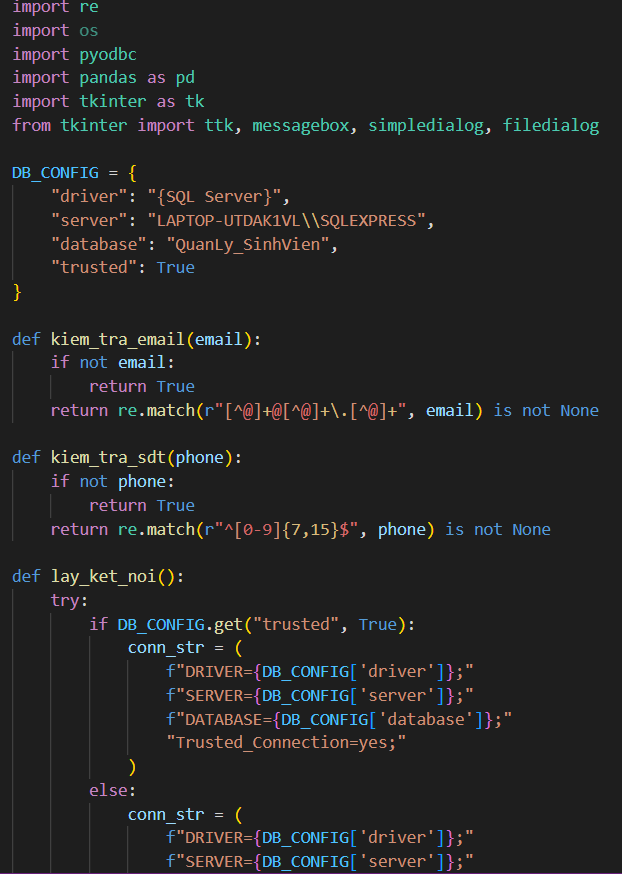 import re
import os
import pyodbc
import pandas as pd
import tkinter as tk
from tkinter import ttk, messagebox, simpledialog, filedialog

DB_CONFIG = {
    "driver": "{SQL Server}",
    "server": "LAPTOP-UTDAK1VL\\SQLEXPRESS",
    "database": "QuanLy_SinhVien",
    "trusted": True
}

def kiem_tra_email(email):
    if not email:
        return True
    return re.match(r"[^@]+@[^@]+\.[^@]+", email) is not None

def kiem_tra_sdt(phone):
    if not phone:
        return True
    return re.match(r"^[0-9]{7,15}$", phone) is not None

def lay_ket_noi():
    try:
        if DB_CONFIG.get("trusted", True):
            conn_str = (
                f"DRIVER={DB_CONFIG['driver']};"
                f"SERVER={DB_CONFIG['server']};"
                f"DATABASE={DB_CONFIG['database']};"
                "Trusted_Connection=yes;"
            )
        else:
            conn_str = (
                f"DRIVER={DB_CONFIG['driver']};"
                f"SERVER={DB_CONFIG['server']};"